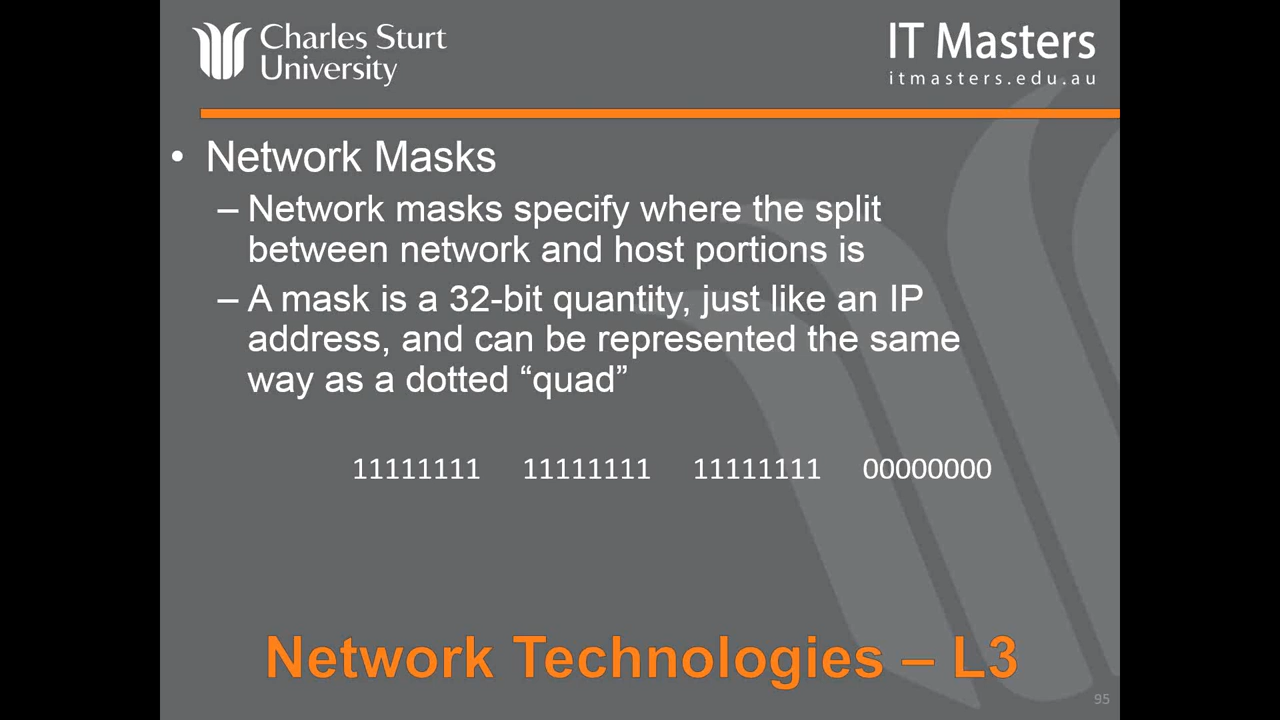 Charles Sturt
University
IT Masters
itmasters.edu.au
• Network Masks
– Network masks specify where the split
between network and host portions is
– A mask is a 32-bit quantity, just like an IP
address, and can be represented the same
way as a dotted “quad”
11111111 11111111 11111111 00000000
Network Technologies – L3
95